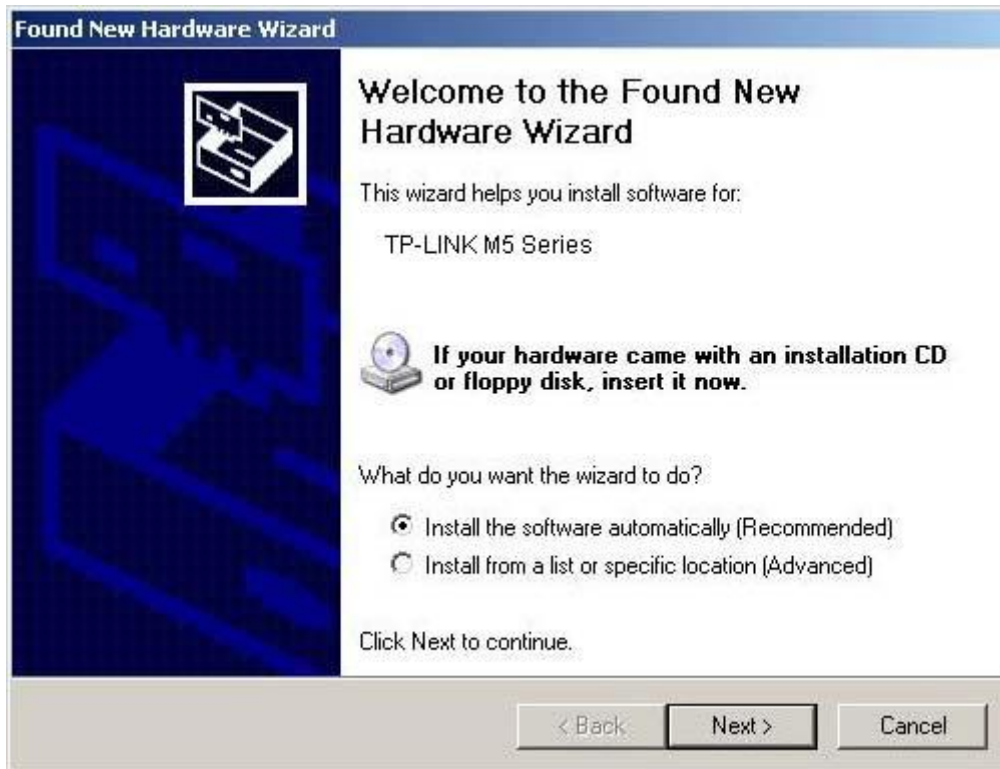 Found New Hardware Wizard
Welcome to the Found New
Hardware Wizard
This wizard helps you install software for:
TP-LINK M5 Series
If your hardware came with an installation CD
or floppy disk, insert it now.
What do you want the wizard to do?
Install the software automatically (Recommended)
Install from a list or specific location (Advanced)
Click Next to continue.
< Back Next > Cancel